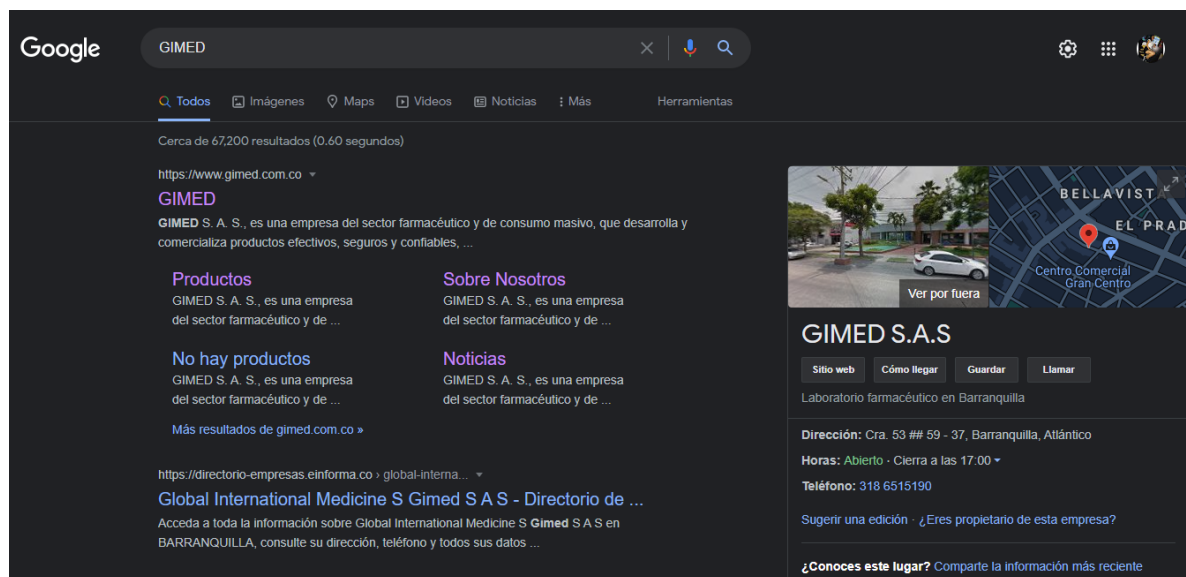 Google
GIMED
Todos
Imágenes
Maps
Videos
Noticias
Más
Herramientas
Cerca de 67,200 resultados (0.60 segundos)
https://www.gimed.com.co
GIMED
GIMED S. A. S., es una empresa del sector farmacéutico y de consumo masivo, que desarrolla y
comercializa productos efectivos, seguros y confiables, ...
Productos
GIMED S. A. S., es una empresa
del sector farmacéutico y de ...
Sobre Nosotros
GIMED S. A. S., es una empresa
del sector farmacéutico y de ...
No hay productos
GIMED S. A. S., es una empresa
del sector farmacéutico y de ...
Noticias
GIMED S. A. S., es una empresa
del sector farmacéutico y de ...
Más resultados de gimed.com.co »
https://directorio-empresas.einforma.co › global-interna...
Global International Medicine S Gimed S A S - Directorio de ...
Acceda a toda la información sobre Global International Medicine S Gimed S A S en
BARRANQUILLA, consulte su dirección, teléfono y todos sus datos ...
Ver por fuera
BELLAVIST
EL PRAD
Centro Comercial
Gran Centro
GIMED S.A.S
Sitio web
Cómo llegar
Guardar
Llamar
Laboratorio farmacéutico en Barranquilla
Dirección: Cra. 53 ## 59 - 37, Barranquilla, Atlántico
Horas: Abierto · Cierra a las 17:00
Teléfono: 318 6515190
Sugerir una edición · ¿Eres propietario de esta empresa?
¿Conoces este lugar? Comparte la información más reciente